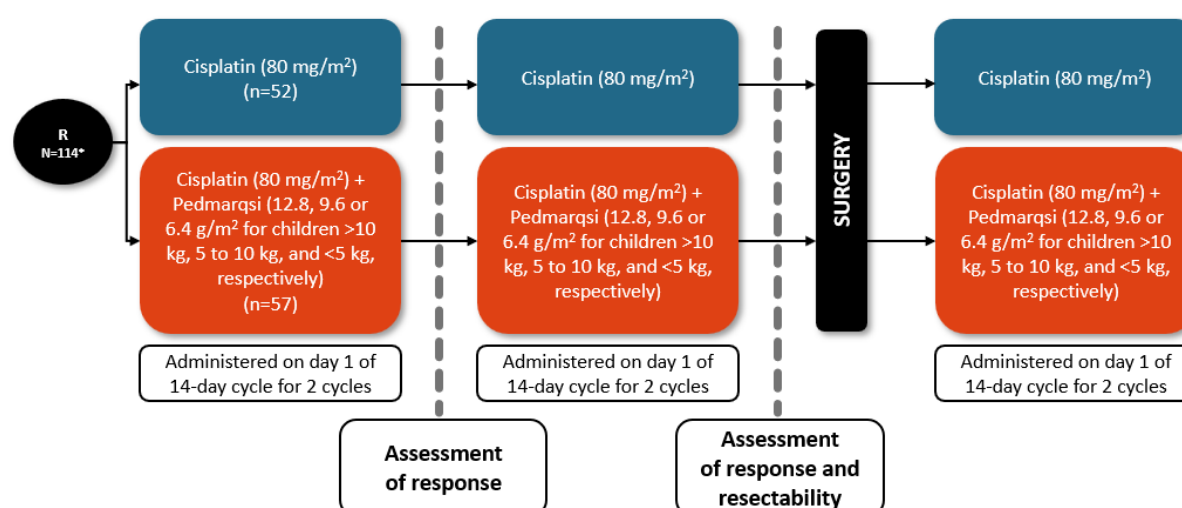 R
N=114*
Cisplatin (80 mg/m²)
(n=52)
Cisplatin (80 mg/m²) +
Pedmarqsi (12.8, 9.6 or
6.4 g/m² for children >10
kg, 5 to 10 kg, and <5 kg,
respectively)
(n=57)
Administered on day 1 of
14-day cycle for 2 cycles
Assessment
of response
Cisplatin (80 mg/m²)
Cisplatin (80 mg/m²) +
Pedmarqsi (12.8, 9.6 or
6.4 g/m² for children >10
kg, 5 to 10 kg, and <5 kg,
respectively)
Administered on day 1 of
14-day cycle for 2 cycles
Assessment
of response and
resectability
SURGERY
Cisplatin (80 mg/m²)
Cisplatin (80 mg/m²) +
Pedmarqsi (12.8, 9.6 or
6.4 g/m² for children >10
kg, 5 to 10 kg, and <5 kg,
respectively)
Administered on day 1 of
14-day cycle for 2 cycles